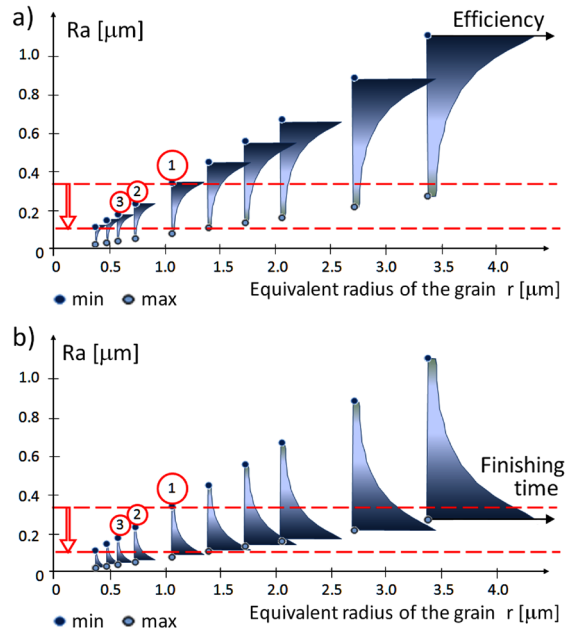 a)
Ra [μm]
Efficiency
1.0
0.8
0.6
0.4
0.2
0
1
2
3
0 0.5 1.0 1.5 2.0 2.5 3.0 3.5 4.0
min max Equivalent radius of the grain r [μm]
b)
Ra [μm]
1.0
0.8
0.6
0.4
0.2
0
1
2
3
Finishing
time
0 0.5 1.0 1.5 2.0 2.5 3.0 3.5 4.0
Equivalent radius of the grain r [μm]
min max